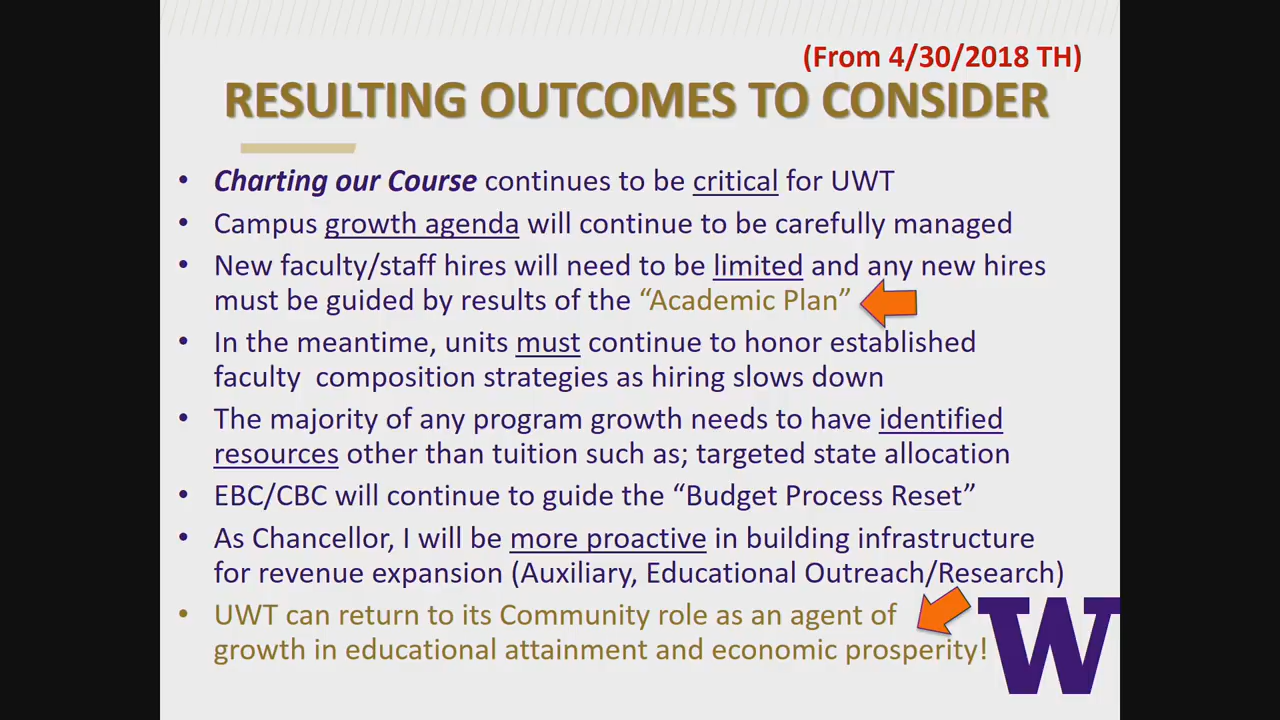 (From 4/30/2018 TH)
RESULTING OUTCOMES TO CONSIDER
• Charting our Course continues to be critical for UWT
• Campus growth agenda will continue to be carefully managed
• New faculty/staff hires will need to be limited and any new hires
must be guided by results of the “Academic Plan”
• In the meantime, units must continue to honor established
faculty  composition strategies as hiring slows down
• The majority of any program growth needs to have identified
resources other than tuition such as; targeted state allocation
• EBC/CBC will continue to guide the “Budget Process Reset”
• As Chancellor, I will be more proactive in building infrastructure
for revenue expansion (Auxiliary, Educational Outreach/Research)
• UWT can return to its Community role as an agent of
growth in educational attainment and economic prosperity!
W